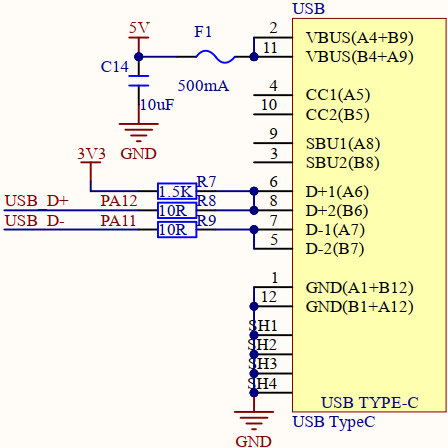 USB
5V
F1
C14
500mA
10uF
GND
2 VBUS(A4+B9)
11 VBUS(B4+A9)
4 CC1(A5)
10 CC2(B5)
9 SBU1(A8)
3 SBU2(B8)
3V3
1.5K R7 6 D+1(A6)
USB_D+ PA12 10R R8 8 D+2(B6)
USB_D- PA11 10R R9 7 D-1(A7)
5 D-2(B7)
1 GND(A1+B12)
12 GND(B1+A12)
SH1
SH2
SH3
SH4
USB TYPE-C
USB TypeC
GND